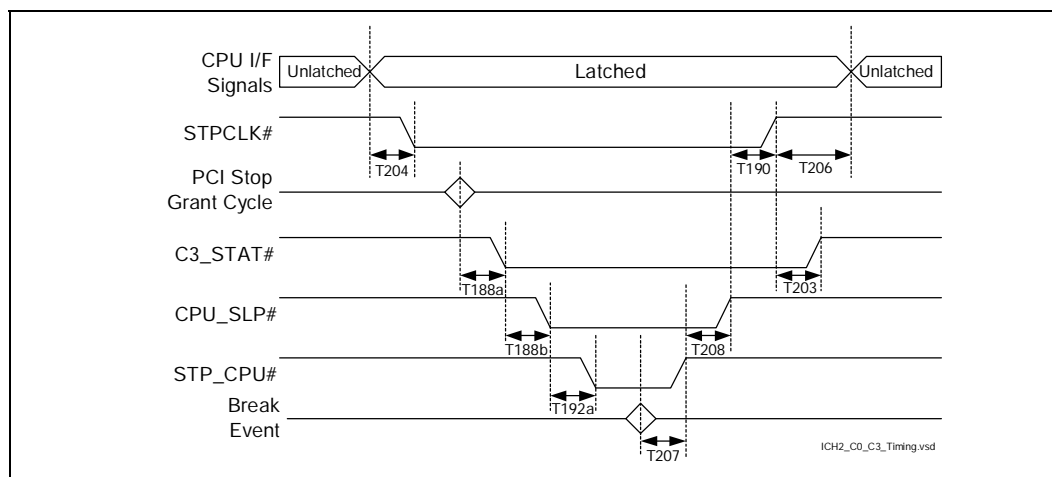 CPU I/F
Signals
Unlatched
Latched
Unlatched
STPCLK#
T204
T190
T206
PCI Stop
Grant Cycle
C3_STAT#
T188a
T203
CPU_SLP#
T188b
T208
STP_CPU#
T192a
Break
Event
T207
ICH2_C0_C3_Timing.vsd